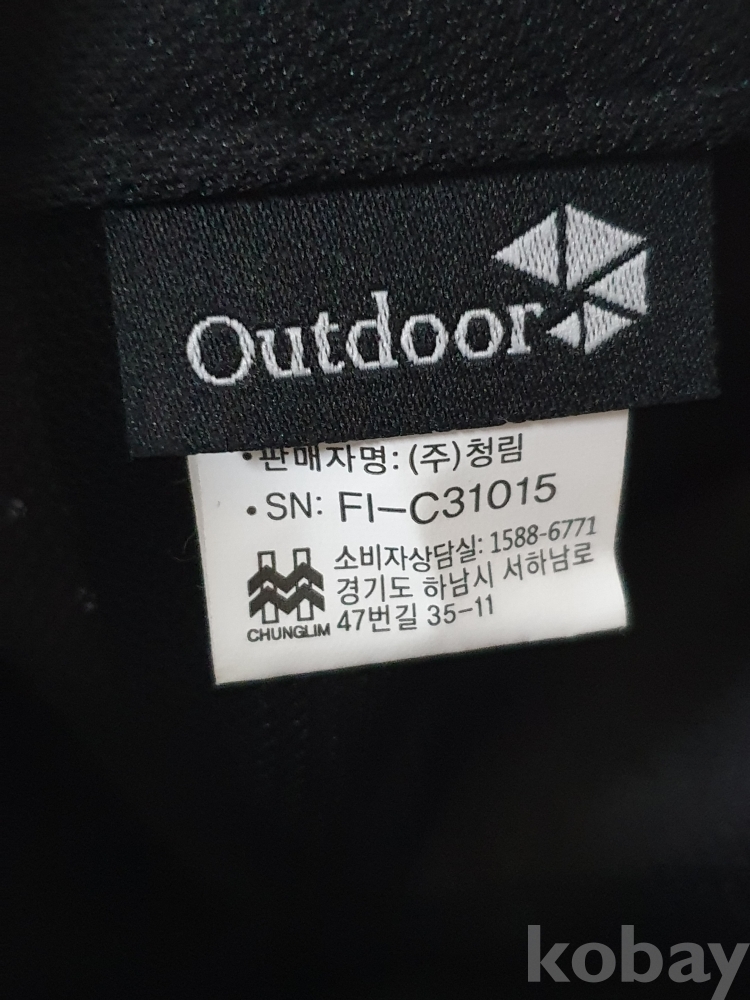 Outdoor
• 판매자명: (주)청림
• SN: FI-C31015
소비자상담실: 1588-6771
경기도 하남시 서하남로
47번길 35-11
CHUNGLIM
kobay